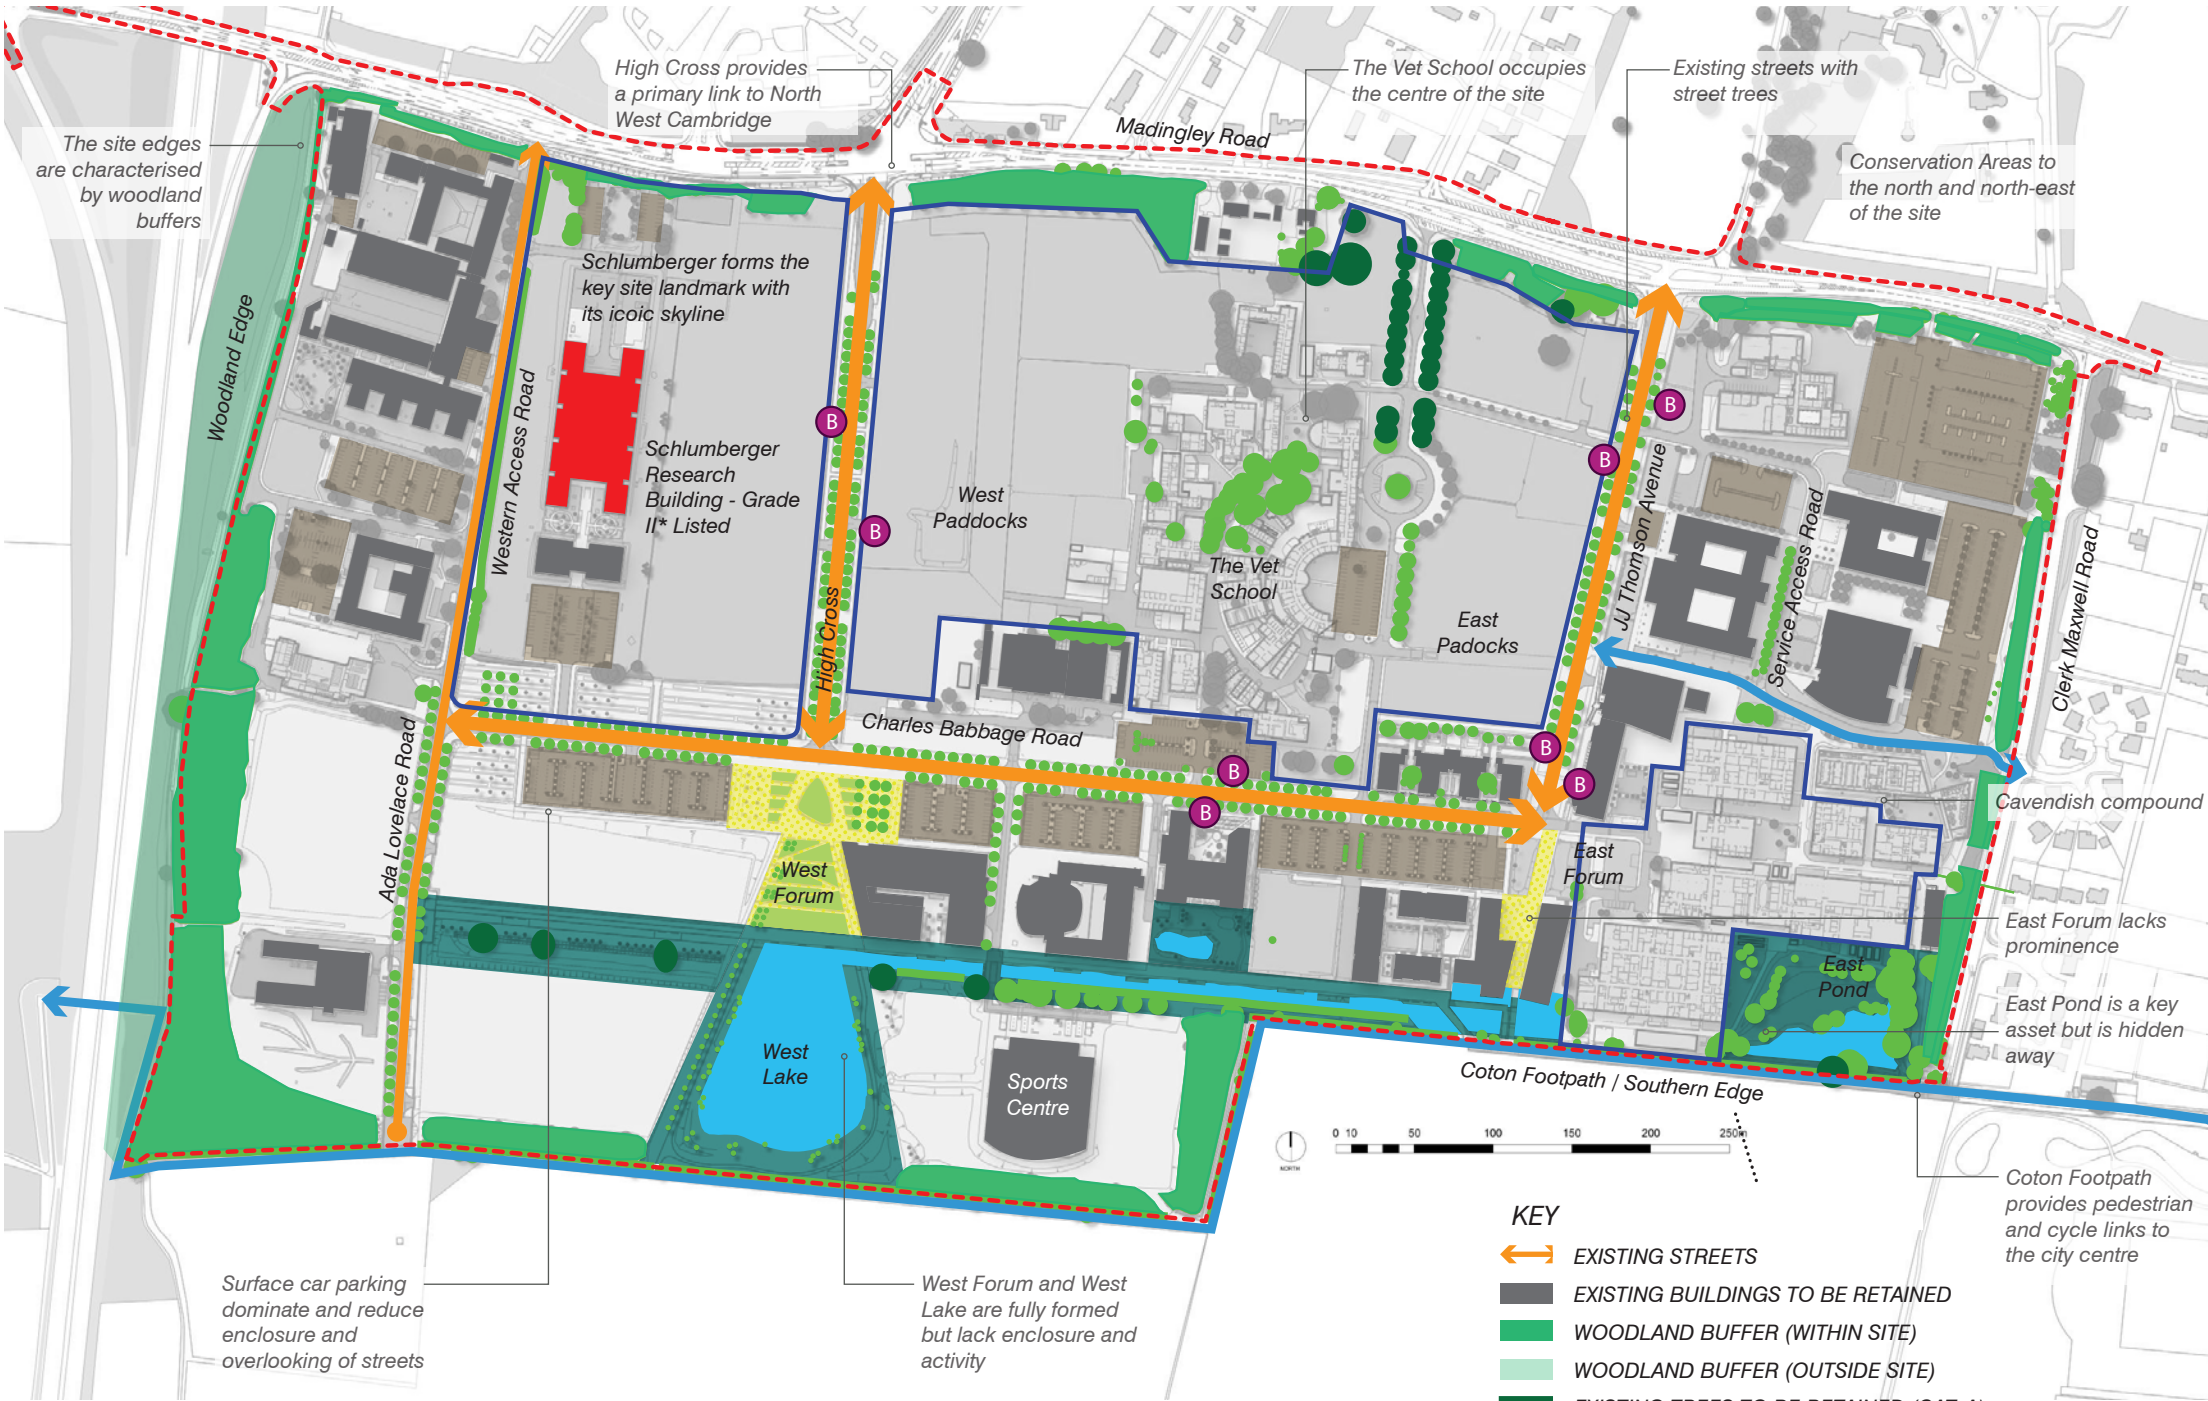 High Cross provides
a primary link to North
West Cambridge
The Vet School occupies
the centre of the site
Existing streets with
street trees
Madingley Road
The site edges
are characterised
by woodland
buffers
Conservation Areas to
the north and north-east
of the site
Schlumberger forms the
key site landmark with
its icoic skyline
Woodland Edge
Western Access Road
Schlumberger
Research
Building - Grade
II* Listed
B
B
B
B
West
Paddocks
The Vet
School
East
Padocks
JJ Thomson Avenue
Service Access Road
Clerk Maxwell Road
High Cross
Charles Babbage Road
Ada Lovelace Road
B
B
B
B
Cavendish compound
West
Forum
East
Forum
East Forum lacks
prominence
East
Pond
East Pond is a key
asset but is hidden
away
West
Lake
Sports
Centre
Coton Footpath / Southern Edge
NORTH
0 10 50 100 150 200 250m
Coton Footpath
provides pedestrian
and cycle links to
the city centre
Surface car parking
dominate and reduce
enclosure and
overlooking of streets
West Forum and West
Lake are fully formed
but lack enclosure and
activity
KEY
EXISTING STREETS
EXISTING BUILDINGS TO BE RETAINED
WOODLAND BUFFER (WITHIN SITE)
WOODLAND BUFFER (OUTSIDE SITE)
EXISTING TREES TO BE RETAINED (CAT A)